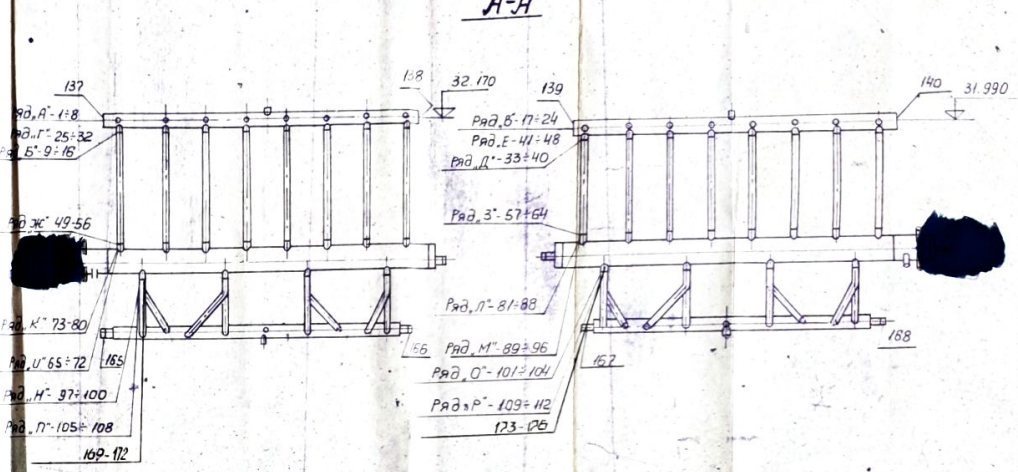 А-А
137
138
32.170
Ряд„А"-1÷8
Ряд„Г" 25÷32
Ряд„Б"-9÷16
Ряд Ж" 49-56
Ряд„К" 73-80
Ряд„И" 65÷72
165
166
Ряд„Н"- 97÷100
Ряд„П"-105÷108
169-172
139
140
31.990
Ряд„В"-17÷24
Ряд„Е-41÷48
Ряд„Д"-33÷40
Ряд„З"-57÷64
Ряд„Л"-81÷88
Ряд„М"-89÷96
167
168
Ряд„О"-101÷104
Ряд„Р"-109÷112
173-176